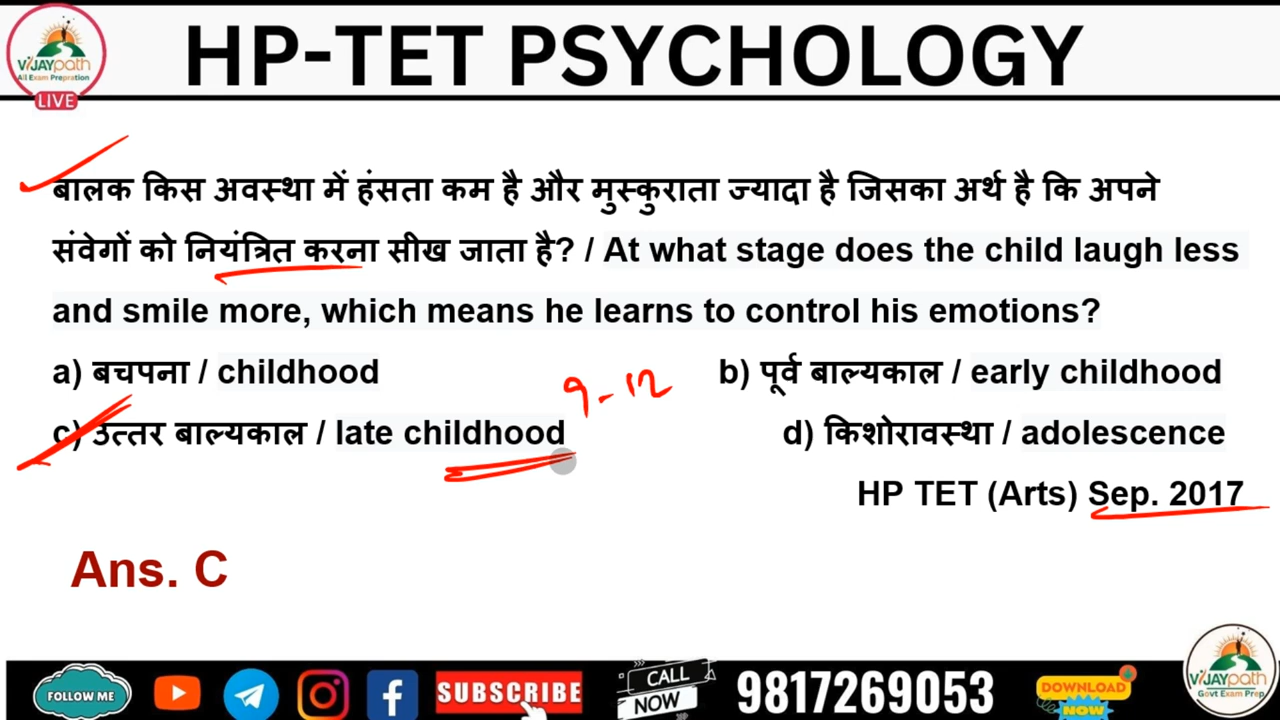 HP-TET PSYCHOLOGY
ViJAYpath
All Exam Prepration
LIVE
बालक किस अवस्था में हंसता कम है और मुस्कुराता ज्यादा है जिसका अर्थ है कि अपने
संवेगों को नियंत्रित करना सीख जाता है? / At what stage does the child laugh less
and smile more, which means he learns to control his emotions?
a) बचपना / childhood b) पूर्व बाल्यकाल / early childhood
9-12
c) उत्तर बाल्यकाल / late childhood d) किशोरावस्था / adolescence
HP TET (Arts) Sep. 2017
Ans. C
FOLLOW ME
SUBSCRIBE
CALL
NOW
9817269053
DOWNLOAD
NOW
ViJAYpath
Govt Exam Prep